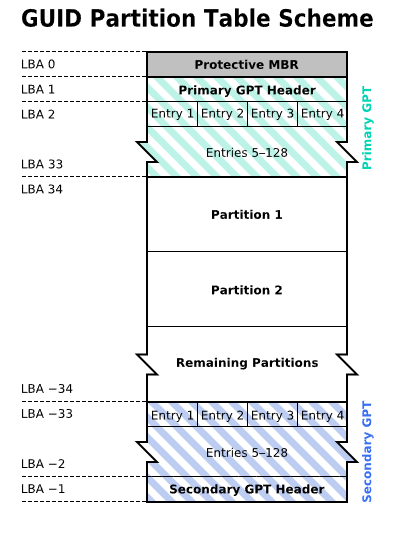 GUID Partition Table Scheme
LBA 0
Protective MBR
LBA 1
Primary GPT Header
LBA 2
Entry 1 Entry 2 Entry 3 Entry 4
Entries 5–128
LBA 33
Primary GPT
LBA 34
Partition 1
Partition 2
Remaining Partitions
LBA −34
LBA −33
Entry 1 Entry 2 Entry 3 Entry 4
Entries 5–128
LBA −2
LBA −1
Secondary GPT Header
Secondary GPT